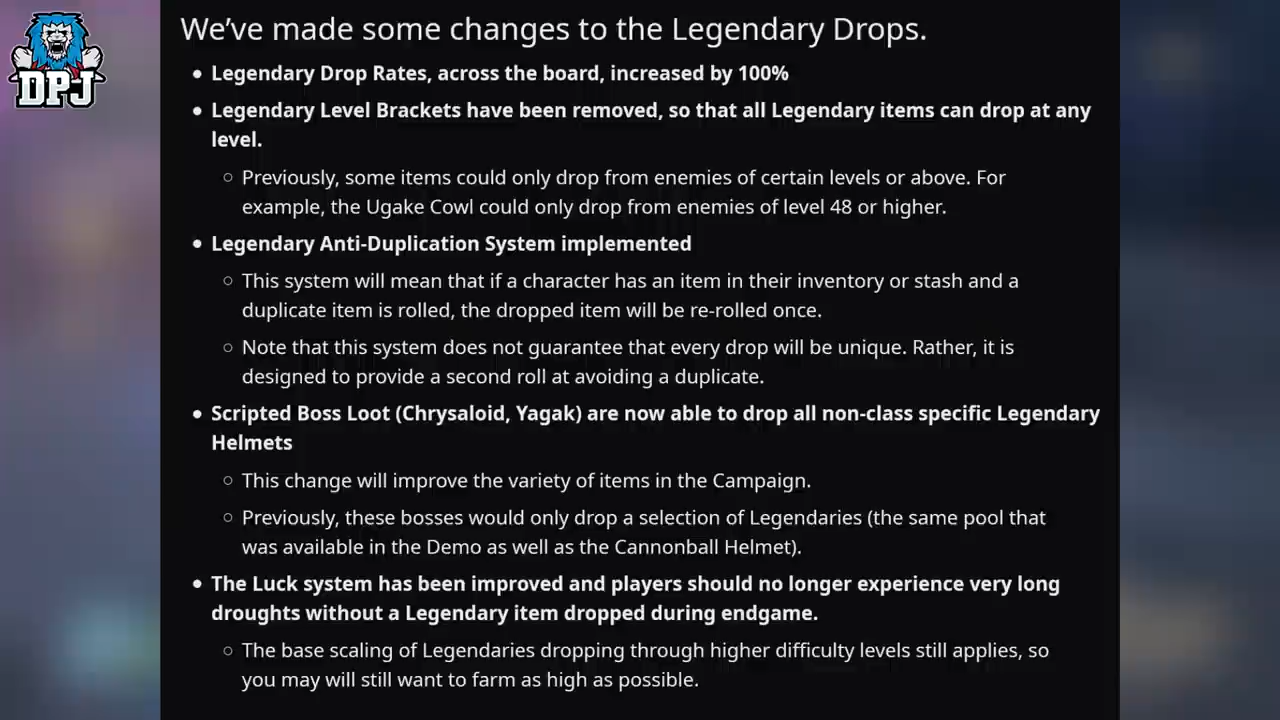 DPJ
We’ve made some changes to the Legendary Drops.
• Legendary Drop Rates, across the board, increased by 100%
• Legendary Level Brackets have been removed, so that all Legendary items can drop at any
level.
○ Previously, some items could only drop from enemies of certain levels or above. For
example, the Ugake Cowl could only drop from enemies of level 48 or higher.
• Legendary Anti-Duplication System implemented
○ This system will mean that if a character has an item in their inventory or stash and a
duplicate item is rolled, the dropped item will be re-rolled once.
○ Note that this system does not guarantee that every drop will be unique. Rather, it is
designed to provide a second roll at avoiding a duplicate.
• Scripted Boss Loot (Chrysaloid, Yagak) are now able to drop all non-class specific Legendary
Helmets
○ This change will improve the variety of items in the Campaign.
○ Previously, these bosses would only drop a selection of Legendaries (the same pool that
was available in the Demo as well as the Cannonball Helmet).
• The Luck system has been improved and players should no longer experience very long
droughts without a Legendary item dropped during endgame.
○ The base scaling of Legendaries dropping through higher difficulty levels still applies, so
you may will still want to farm as high as possible.